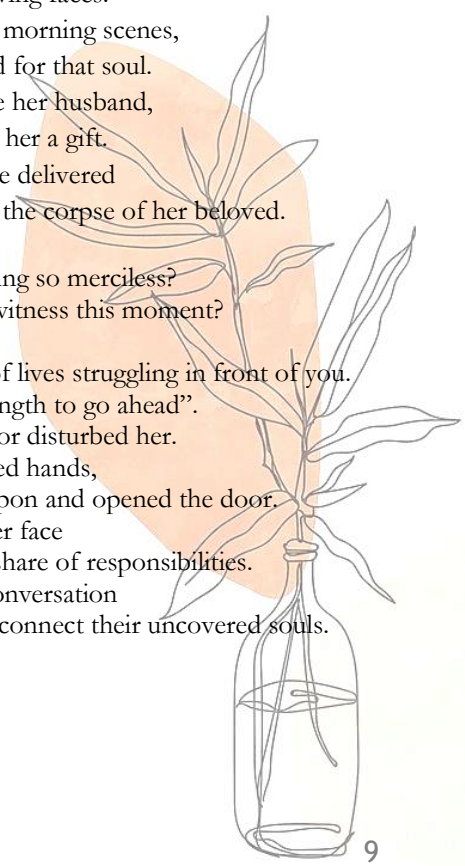 ving faces.
morning scenes,
d for that soul.
e her husband,
her a gift.
e delivered
the corpse of her beloved.
ng so merciless?
witness this moment?
of lives struggling in front of you.
ngth to go ahead”.
or disturbed her.
ed hands,
pon and opened the door.
er face
share of responsibilities.
onversation
connect their uncovered souls.
9